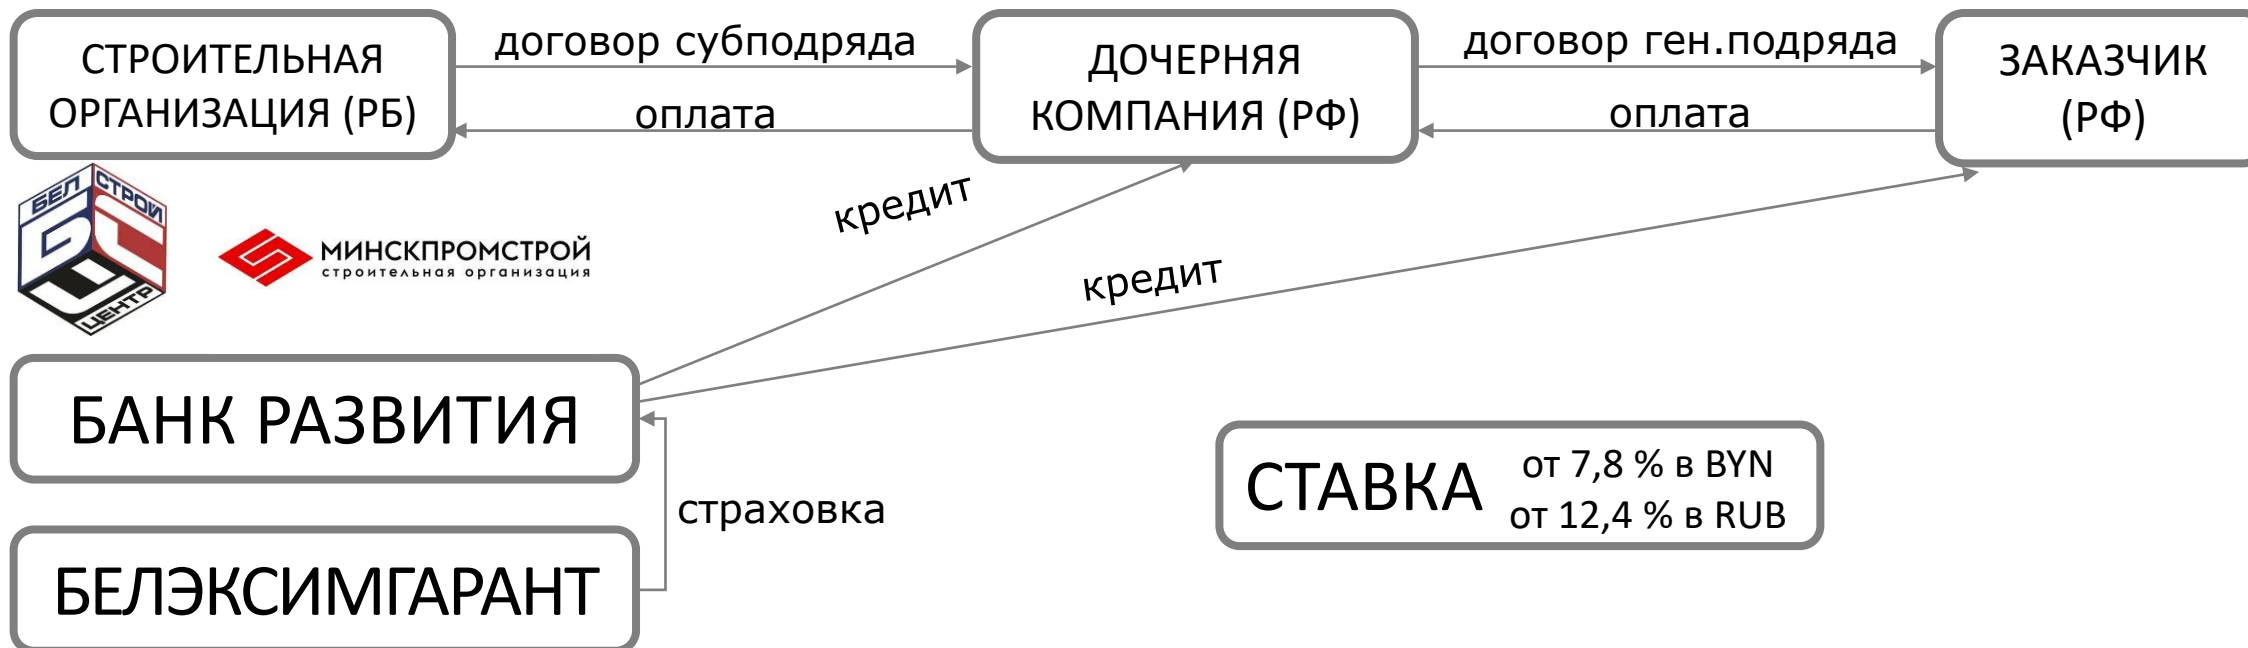 СТРОИТЕЛЬНАЯ
ОРГАНИЗАЦИЯ (РБ)
договор субподряда
оплата
ДОЧЕРНЯЯ
КОМПАНИЯ (РФ)
договор ген.подряда
оплата
ЗАКАЗЧИК
(РФ)
БЕЛ СТРОЙ
ЦЕНТР
МИНСКПРОМСТРОЙ
строительная организация
кредит
кредит
БАНК РАЗВИТИЯ
страховка
БЕЛЭКСИМГАРАНТ
СТАВКА
от 7,8 % в BYN
от 12,4 % в RUB